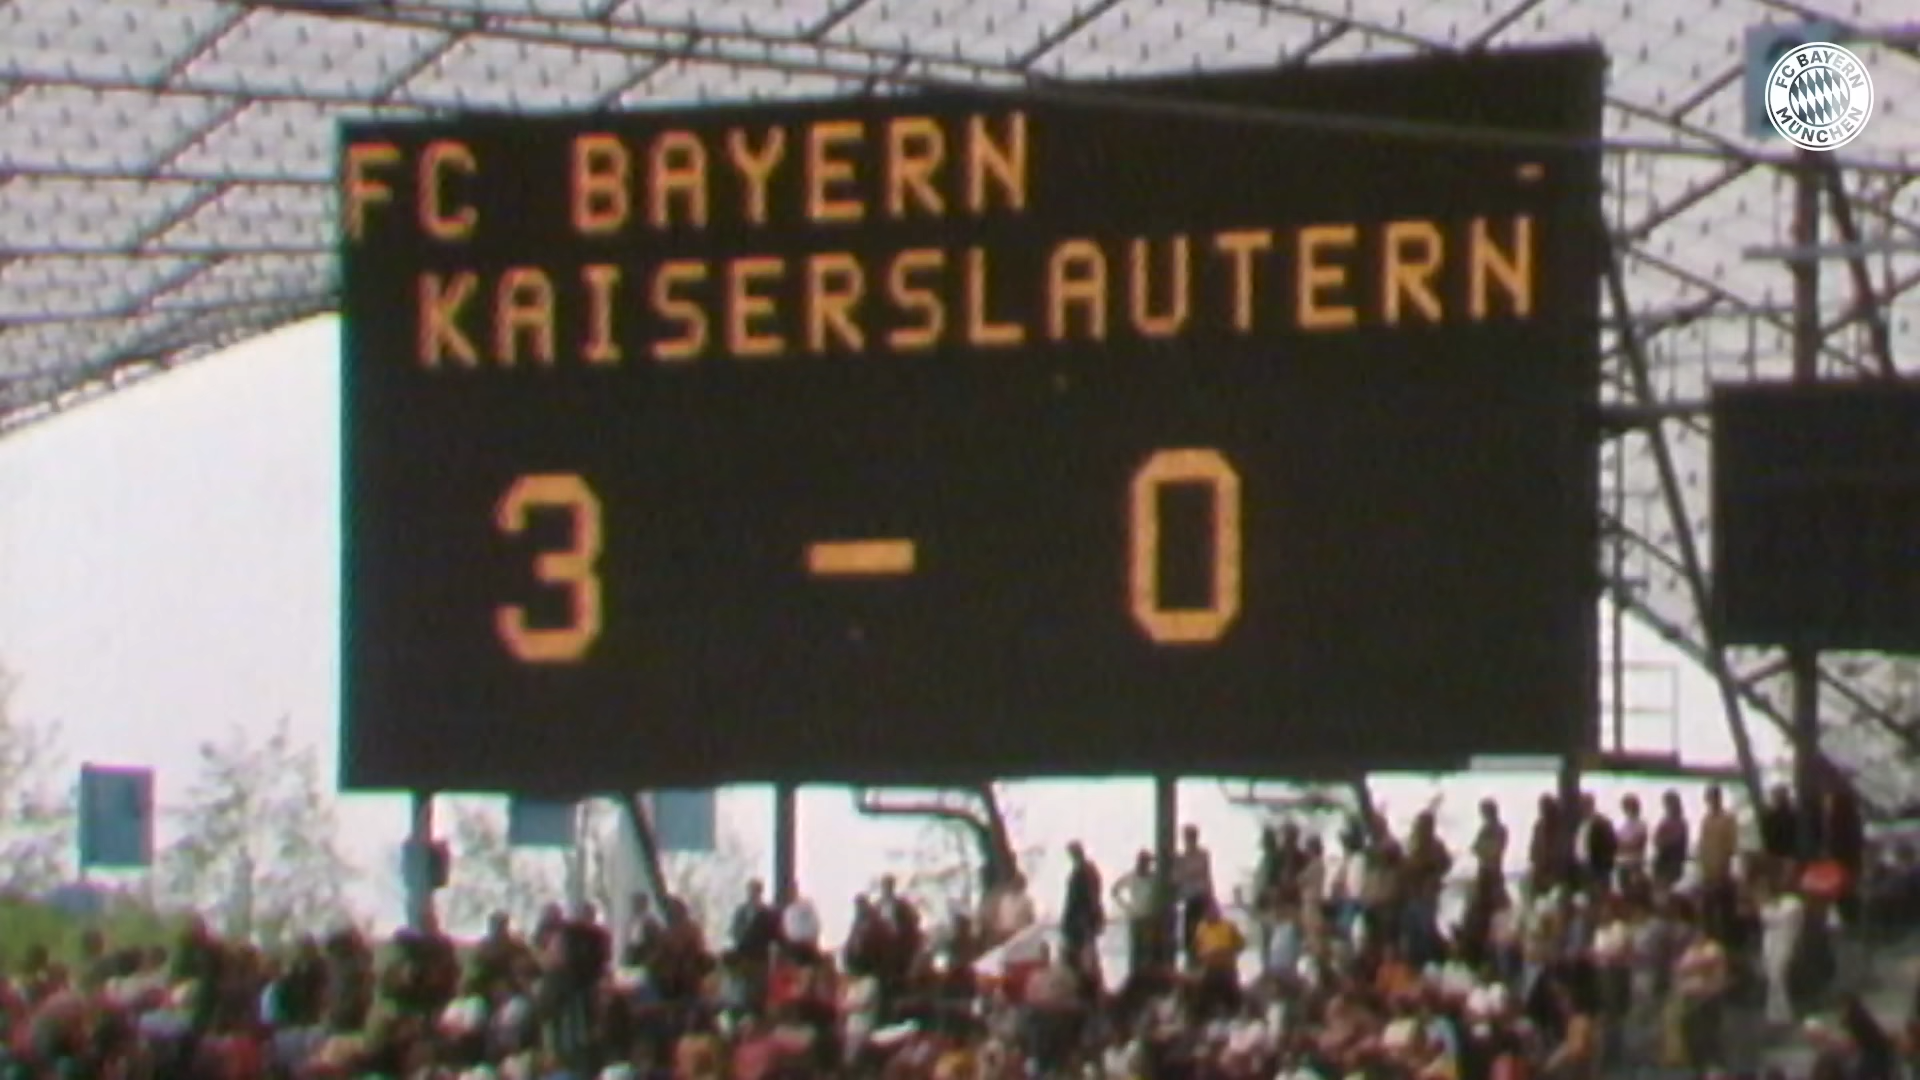 FC BAYERN -
KAISERSLAUTERN
3 - 0
FC BAYERN
MÜNCHEN